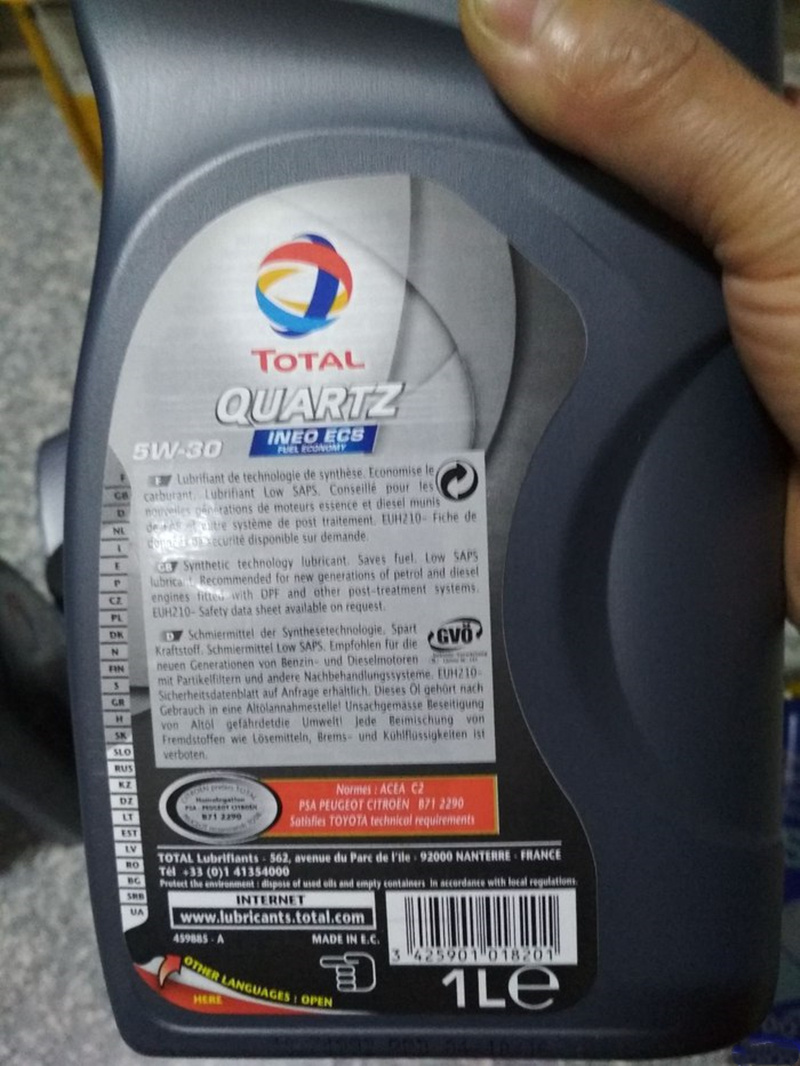 TOTAL
QUARTZ
INEO ECS
FUEL ECONOMY
5W-30
F
GB
D
NL
I
E
P
CZ
PL
DK
N
FIN
S
GR
H
SK
SLO
RUS
KZ
DZ
LT
EST
LV
RO
BG
SRB
UA
F Lubrifiant de technologie de synthèse. Economise le
carburant. Lubrifiant Low SAPS. Conseillé pour les
nouvelles générations de moteurs essence et diesel munis
de et autre système de post traitement. EUH210- Fiche de
données de sécurité disponible sur demande.
GB Synthetic technology lubricant. Saves fuel. Low SAPS
lubricant. Recommended for new generations of petrol and diesel
engines fitted with DPF and other post-treatment systems.
EUH210- Safety data sheet available on request.
D Schmiermittel der Synthesetechnologie. Spart
Kraftstoff. Schmiermittel Low SAPS. Empfohlen für die
neuen Generationen von Benzin- und Dieselmotoren
mit Partikelfiltern und andere Nachbehandlungssysteme. EUH210-
Sicherheitsdatenblatt auf Anfrage erhältlich. Dieses Öl gehört nach
Gebrauch in eine Altölannahmestelle! Unsachgemässe Beseitigung
von Altöl gefährdetdie Umwelt! Jede Beimischung von
Fremdstoffen wie Lösemitteln, Brems- und Kühlflüssigkeiten ist
verboten.
GVÖ
Homologation
PSA - PEUGEOT CITROËN
B71 2290
Normes : ACEA C2
PSA PEUGEOT CITROËN B71 2290
Satisfies TOYOTA technical requirements
TOTAL Lubrifiants - 562, avenue du Parc de l'île - 92000 NANTERRE - FRANCE
Tél +33 (0)1 41354000
Protect the environment : dispose of used oils and empty containers in accordance with local regulations.
INTERNET
www.lubricants.total.com
459885 - A
MADE IN E.C.
3 425901 018201
OTHER LANGUAGES : OPEN
HERE
1L e